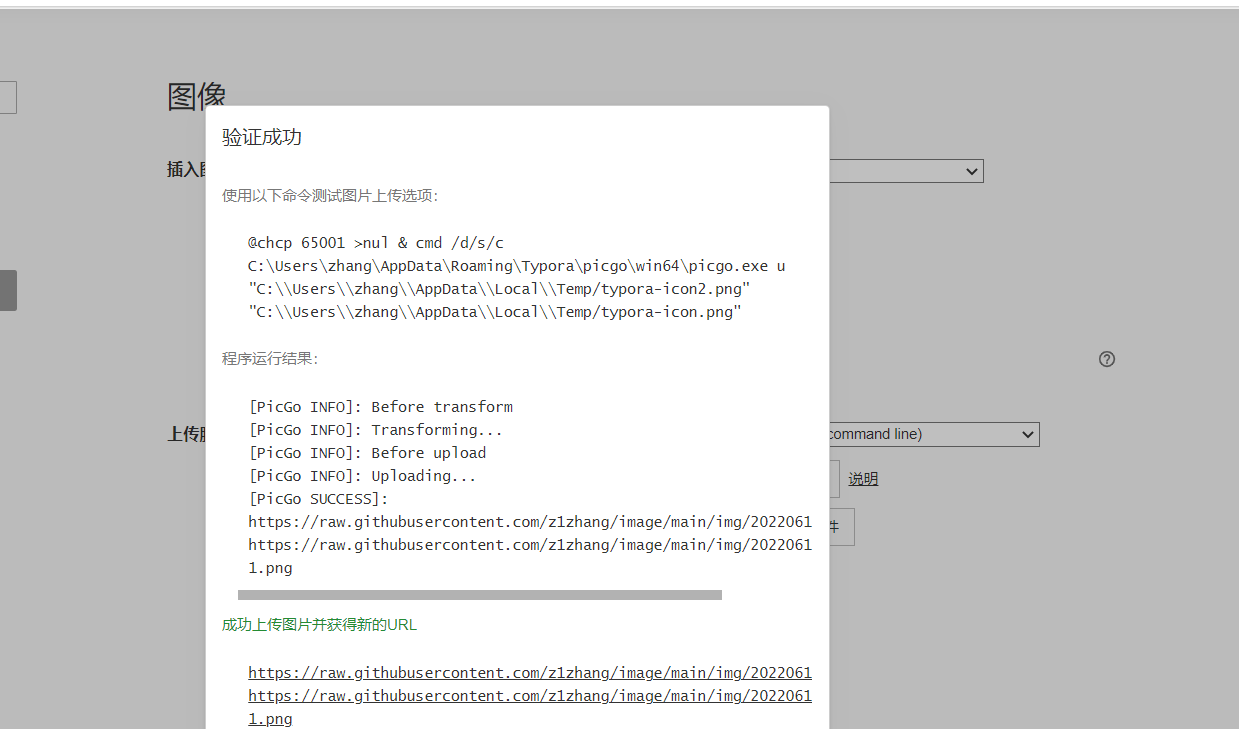 图像
验证成功
插入
使用以下命令测试图片上传选项：
@chcp 65001 >nul & cmd /d/s/c
C:\Users\zhang\AppData\Roaming\Typora\picgo\win64\picgo.exe u
"C:\\Users\\zhang\\AppData\\Local\\Temp/typora-icon2.png"
"C:\\Users\\zhang\\AppData\\Local\\Temp/typora-icon.png"
程序运行结果：
[PicGo INFO]: Before transform
[PicGo INFO]: Transforming...
上传
command line)
[PicGo INFO]: Before upload
[PicGo INFO]: Uploading...
说明
[PicGo SUCCESS]:
https://raw.githubusercontent.com/z1zhang/image/main/img/2022061
件
https://raw.githubusercontent.com/z1zhang/image/main/img/2022061
1.png
成功上传图片并获得新的URL
https://raw.githubusercontent.com/z1zhang/image/main/img/2022061
https://raw.githubusercontent.com/z1zhang/image/main/img/2022061
1.png